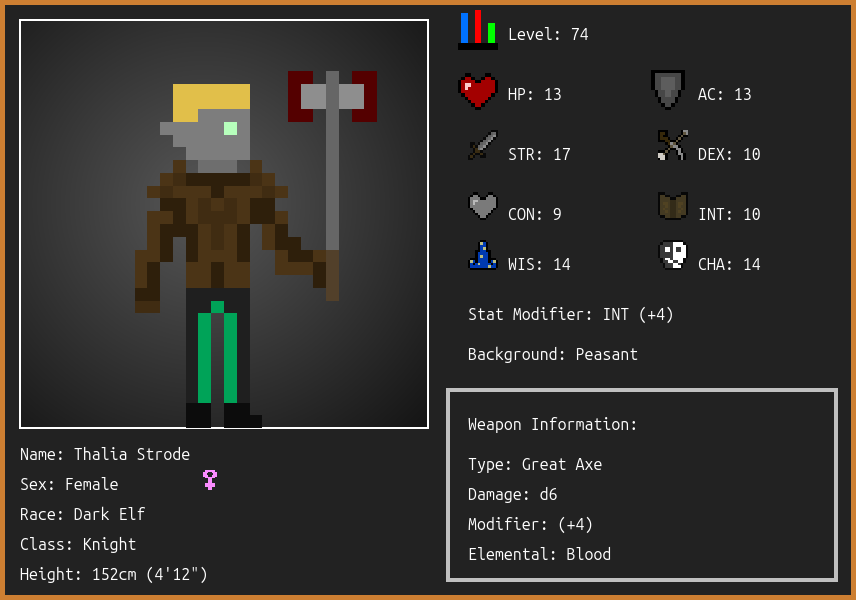 Level: 74
HP: 13
AC: 13
STR: 17
DEX: 10
CON: 9
INT: 10
WIS: 14
CHA: 14
Stat Modifier: INT (+4)
Background: Peasant
Weapon Information:
Type: Great Axe
Damage: d6
Modifier: (+4)
Elemental: Blood
Name: Thalia Strode
Sex: Female
Race: Dark Elf
Class: Knight
Height: 152cm (4'12")